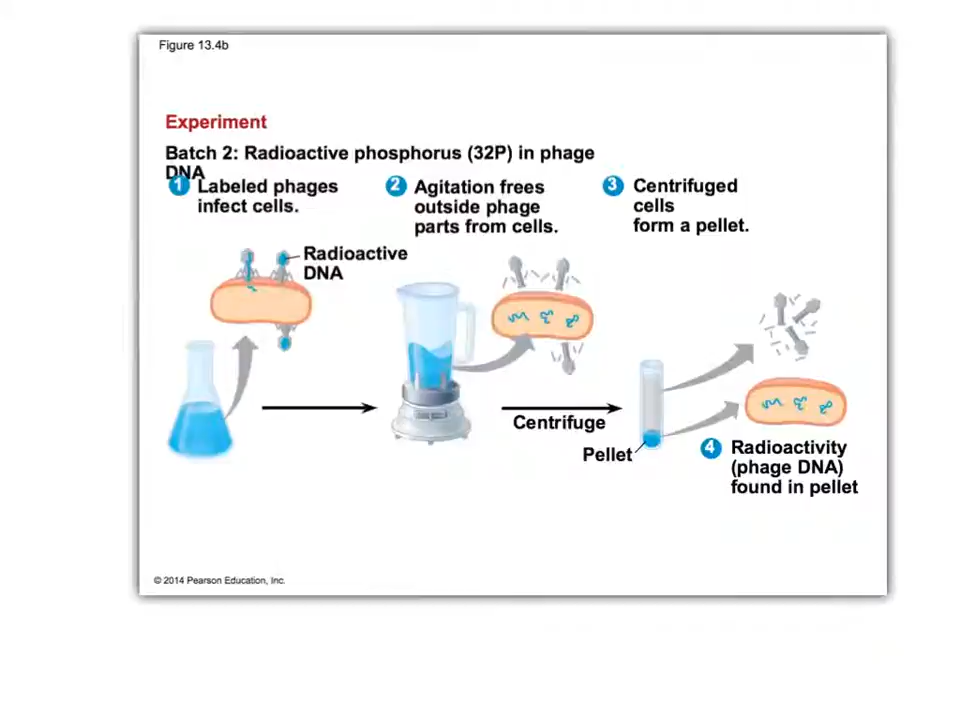 Figure 13.4b
Experiment
Batch 2: Radioactive phosphorus (32P) in phage
DNA
1 Labeled phages
infect cells.
2 Agitation frees
outside phage
parts from cells.
3 Centrifuged
cells
form a pellet.
Radioactive
DNA
Centrifuge
Pellet
4 Radioactivity
(phage DNA)
found in pellet
© 2014 Pearson Education, Inc.